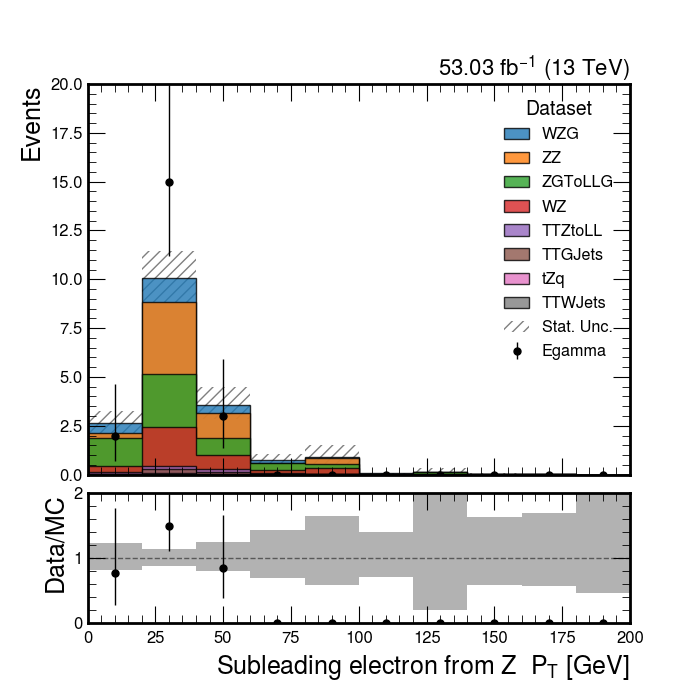 53.03 fb⁻¹ (13 TeV)
Events
20.0
17.5
15.0
12.5
10.0
7.5
5.0
2.5
0.0
Dataset
WZG
ZZ
ZGToLLG
WZ
TTZtoLL
TTGJets
tZq
TTWJets
Stat. Unc.
Egamma
Data/MC
2
1
0
0 25 50 75 100 125 150 175 200
Subleading electron from Z P_T [GeV]